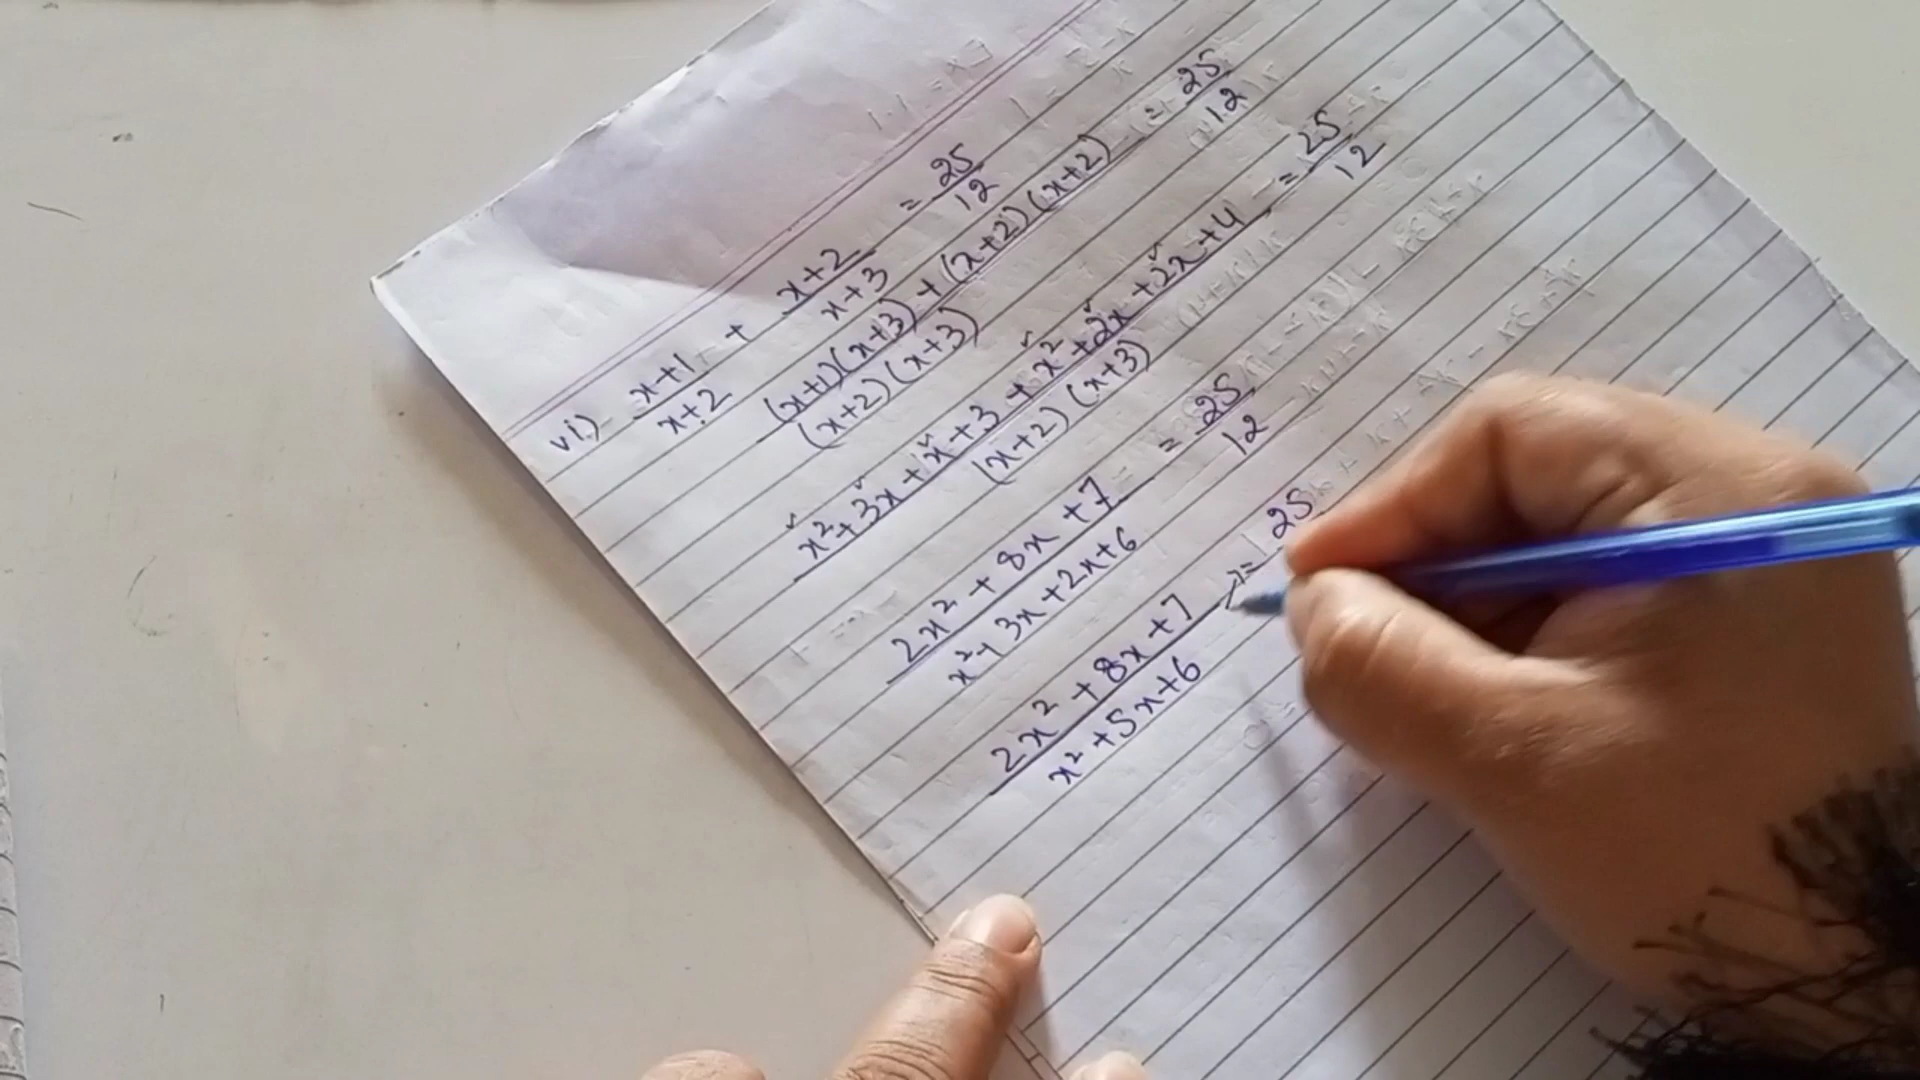 vi) x+1/x+2 + x+2/x+3 = 25/12
(x+1)(x+3)+(x+2)(x+2)/(x+2)(x+3) = 25/12
x²+3x+x+3+x²+2x+2x+4/(x+2)(x+3) = 25/12
2x²+8x+7/x²+3x+2x+6 = 25/12
2x²+8x+7/x²+5x+6 = 25